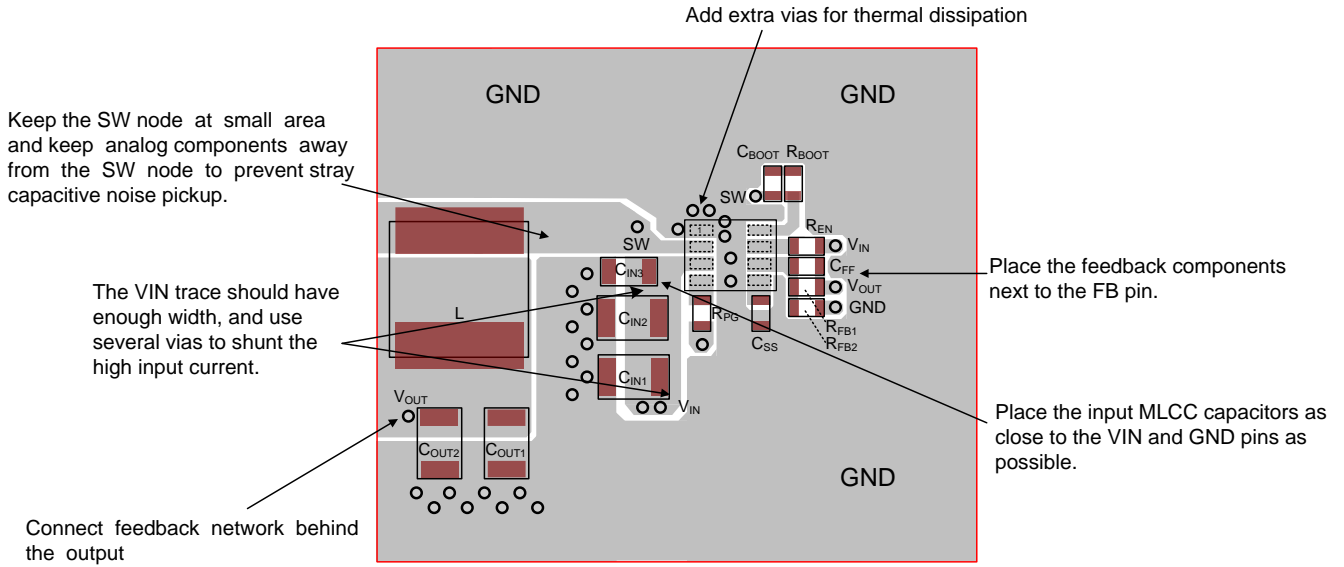 Add extra vias for thermal dissipation
GND
GND
Keep the SW node at small area
and keep analog components away
from the SW node to prevent stray
capacitive noise pickup.
CBOOT RBOOT
SW
REN
VIN
SW
CIN3
CFF
VOUT
GND
Place the feedback components
next to the FB pin.
The VIN trace should have
enough width, and use
several vias to shunt the
high input current.
L
CIN2
RPG
CSS
RFB1
RFB2
CIN1
VIN
VOUT
COUT2
COUT1
Place the input MLCC capacitors as
close to the VIN and GND pins as
possible.
GND
Connect feedback network behind
the output